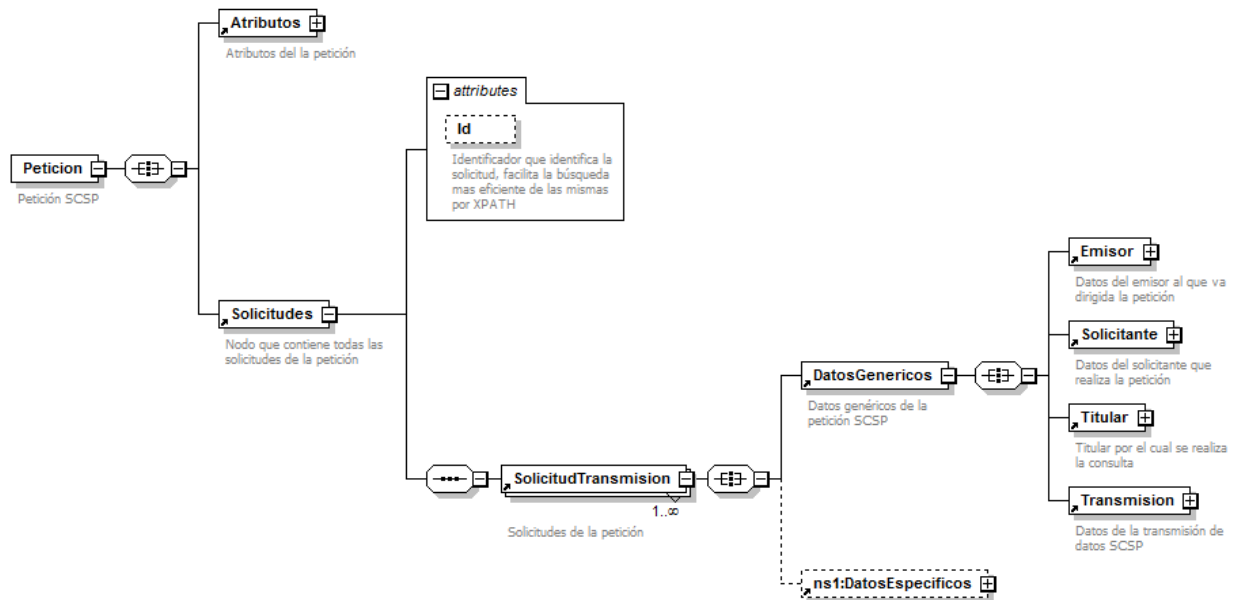 Atributos
Atributos del la petición
attributes
Id
Identificador que identifica la
solicitud, facilita la búsqueda
mas eficiente de las mismas
por XPATH
Peticion
Petición SCSP
Solicitudes
Nodo que contiene todas las
solicitudes de la petición
Emisor
Datos del emisor al que va
dirigida la petición
Solicitante
Datos del solicitante que
realiza la petición
DatosGenericos
Datos genéricos de la
petición SCSP
Titular
Titular por el cual se realiza
la consulta
SolicitudTransmision
1..∞
Solicitudes de la petición
Transmision
Datos de la transmisión de
datos SCSP
ns1:DatosEspecificos